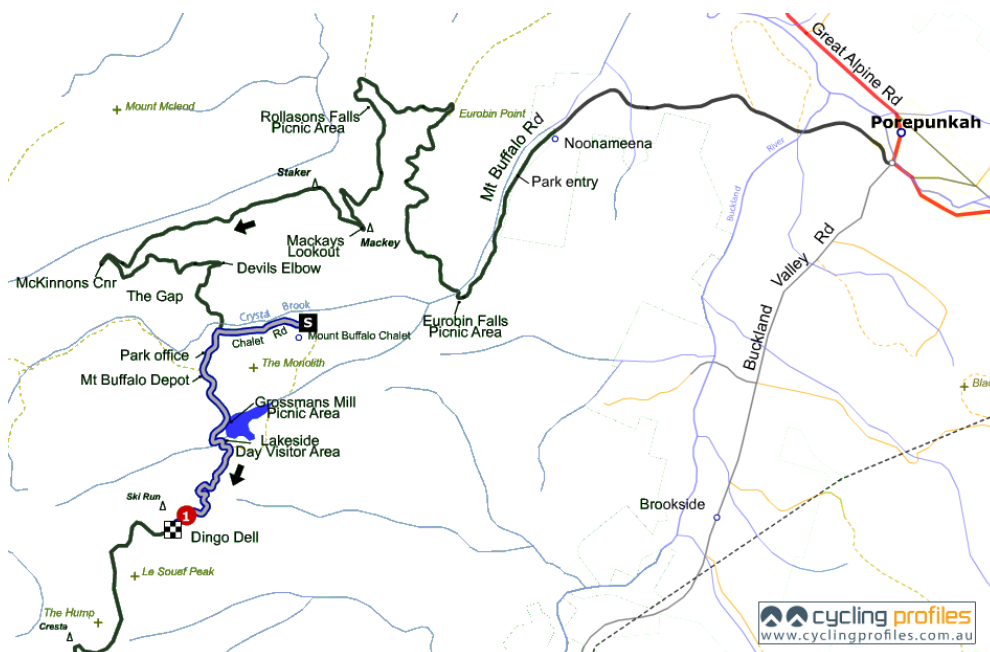 Great Alpine Rd
Mount Mcleod
Rollasons Falls
Picnic Area
Eurobin Point
Porepunkah
Mt Buffalo Rd
Noonameena
River
Staker
Park entry
Buckland
Mackays
Lookout
Mackey
Valley Rd
Buckland
McKinnons Cnr
Devils Elbow
The Gap
Crystal Brook
S
Chalet Rd
Mount Buffalo Chalet
Eurobin Falls
Picnic Area
Park office
The Monolith
Mt Buffalo Depot
Grossmans Mill
Picnic Area
Lakeside
Day Visitor Area
Ski Run
1
Dingo Dell
Brookside
Le Souef Peak
The Hump
Cresta
cycling profiles
www.cyclingprofiles.com.au